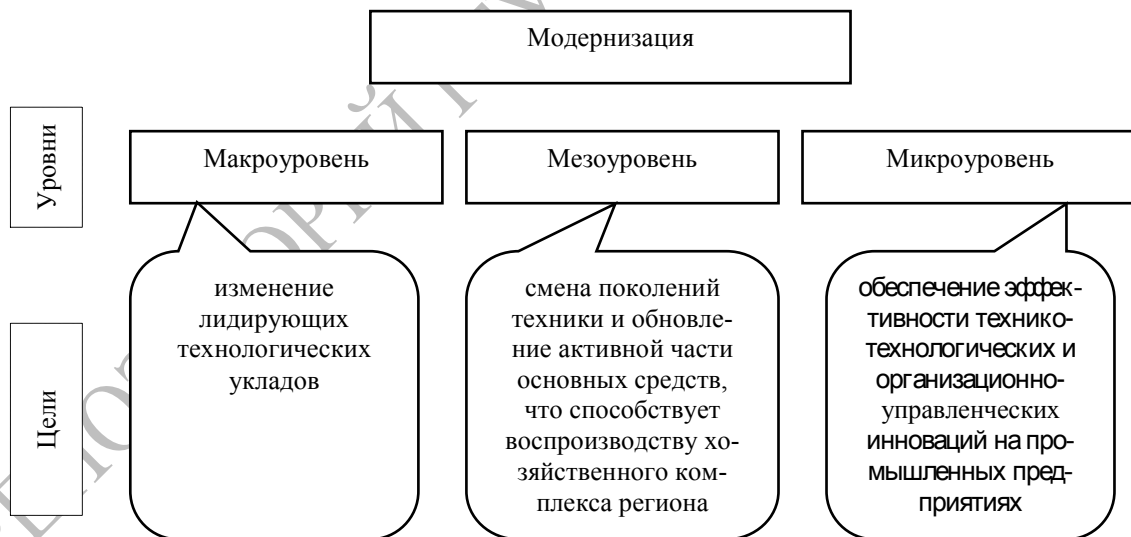 Модернизация
Уровни
Макроуровень
Мезоуровень
Микроуровень
Цели
изменение
лидирующих
технологических
укладов
смена поколений
техники и обновле-
ние активной части
основных средств,
что способствует
воспроизводству хо-
зяйственного ком-
плекса региона
обеспечение эффек-
тивности технико-
технологических и
организационно-
управленческих
инноваций на про-
мышленных пред-
приятиях